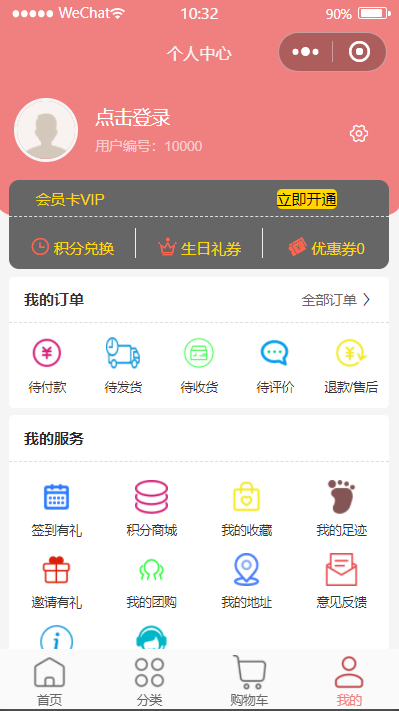 WeChat 10:32 90%
个人中心
点击登录
用户编号：10000
会员卡VIP 立即开通
积分兑换 生日礼券 优惠券0
我的订单 全部订单
待付款 待发货 待收货 待评价 退款/售后
我的服务
签到有礼 积分商城 我的收藏 我的足迹
邀请有礼 我的团购 我的地址 意见反馈
首页 分类 购物车 我的